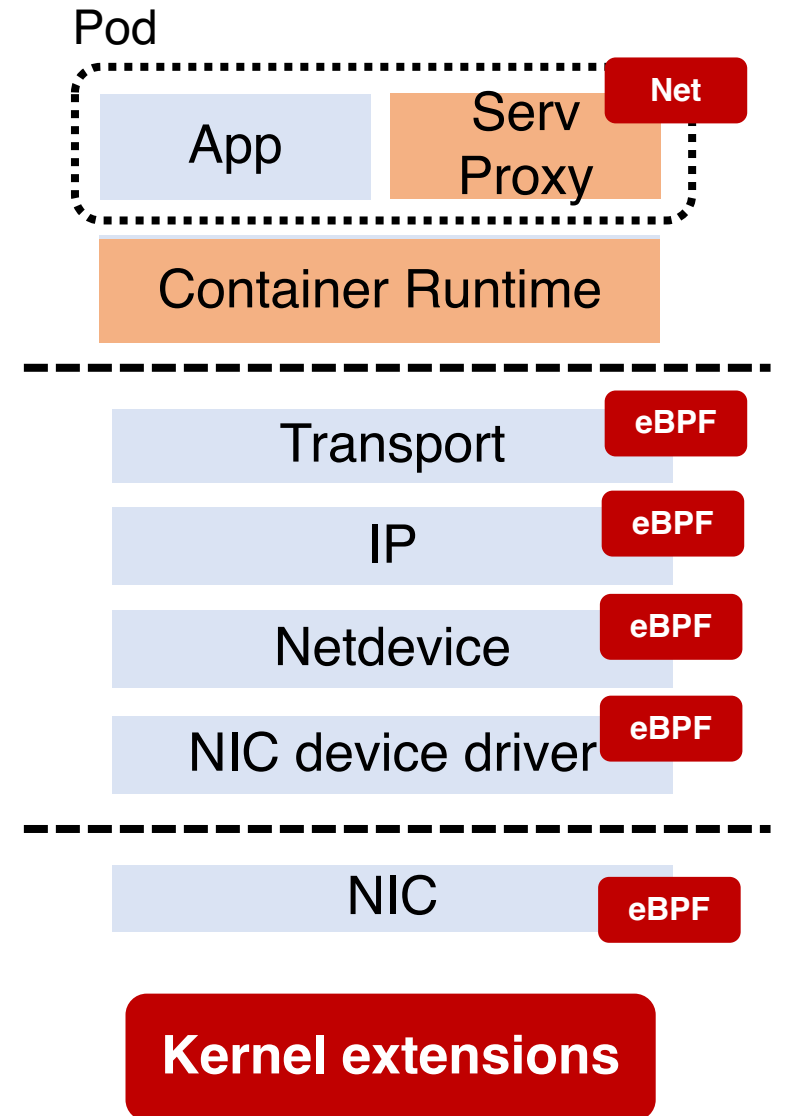 Pod
Net
App
Serv
Proxy
Container Runtime
Transport
eBPF
IP
eBPF
Netdevice
eBPF
NIC device driver
eBPF
NIC
eBPF
Kernel extensions